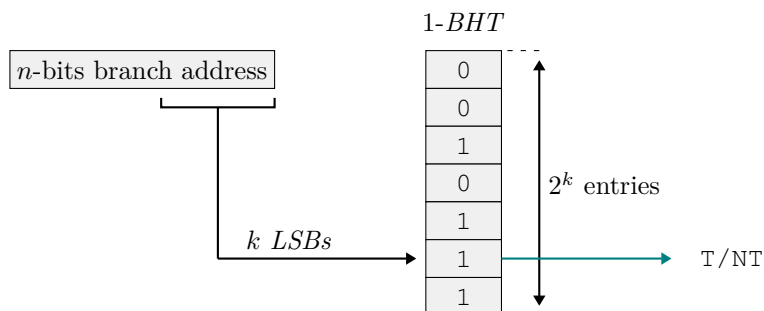 1-BHT
n-bits branch address
0
0
1
0
2^k entries
1
k LSBs
1
T/NT
1